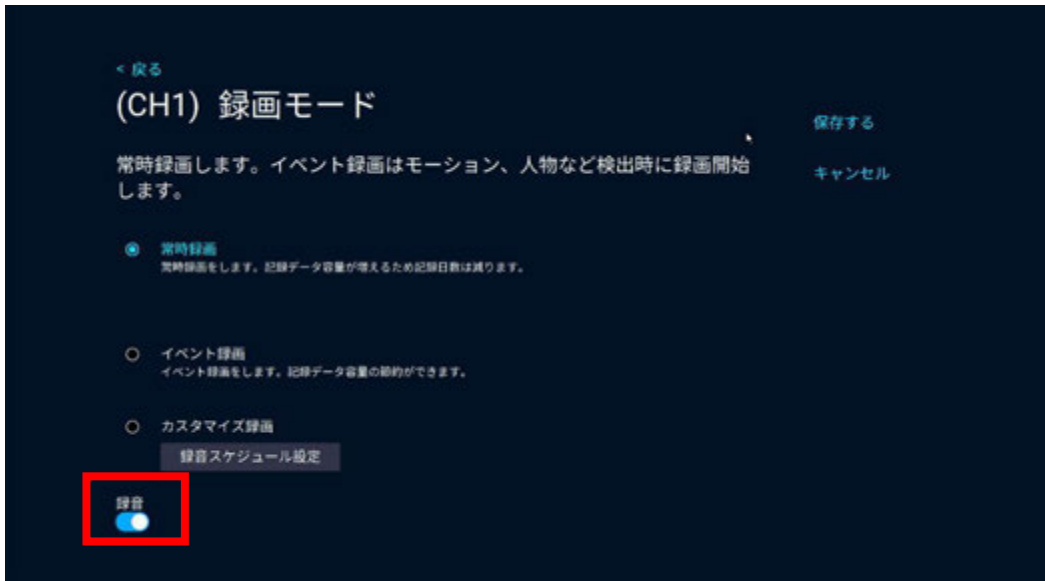 < 戻る
(CH1) 録画モード
保存する
常時録画します。イベント録画はモーション、人物など検出時に録画開始
します。
キャンセル
常時録画
常時録画をします。記録データ容量が増えるため記録日数は減ります。
イベント録画
イベント録画をします。記録データ容量の節約ができます。
カスタマイズ録画
録音スケジュール設定
録音